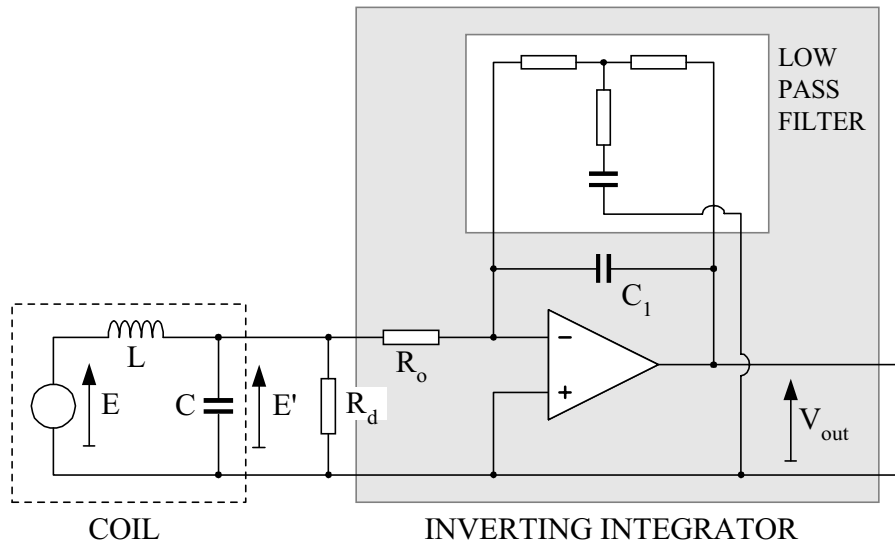 LOW
PASS
FILTER
C1
L
Ro
E
C
E'
Rd
Vout
COIL
INVERTING INTEGRATOR